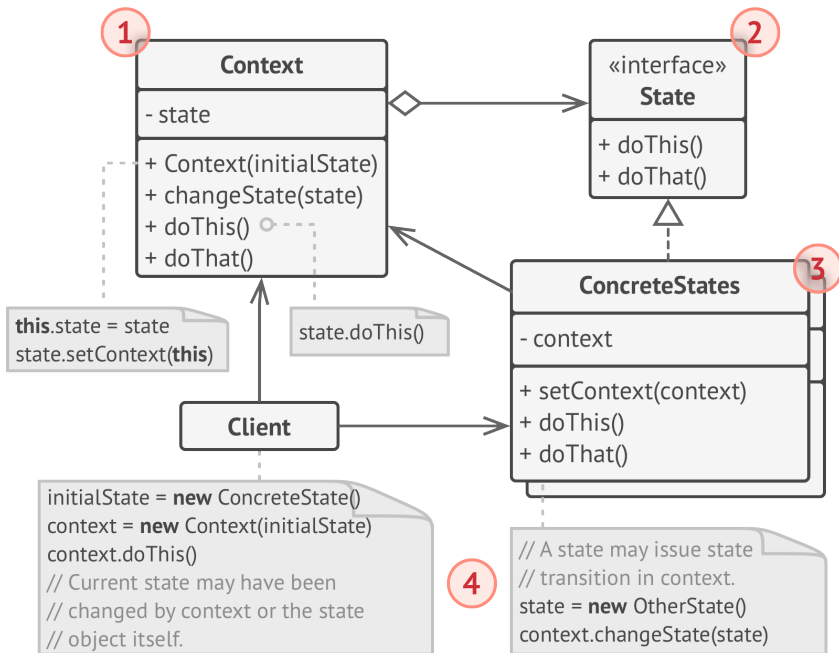 1
Context
- state
+ Context(initialState)
+ changeState(state)
+ doThis()
+ doThat()
2
«interface»
State
+ doThis()
+ doThat()
3
ConcreteStates
- context
+ setContext(context)
+ doThis()
+ doThat()
this.state = state
state.setContext(this)
state.doThis()
Client
initialState = new ConcreteState()
context = new Context(initialState)
context.doThis()
// Current state may have been
// changed by context or the state
// object itself.
4
// A state may issue state
// transition in context.
state = new OtherState()
context.changeState(state)